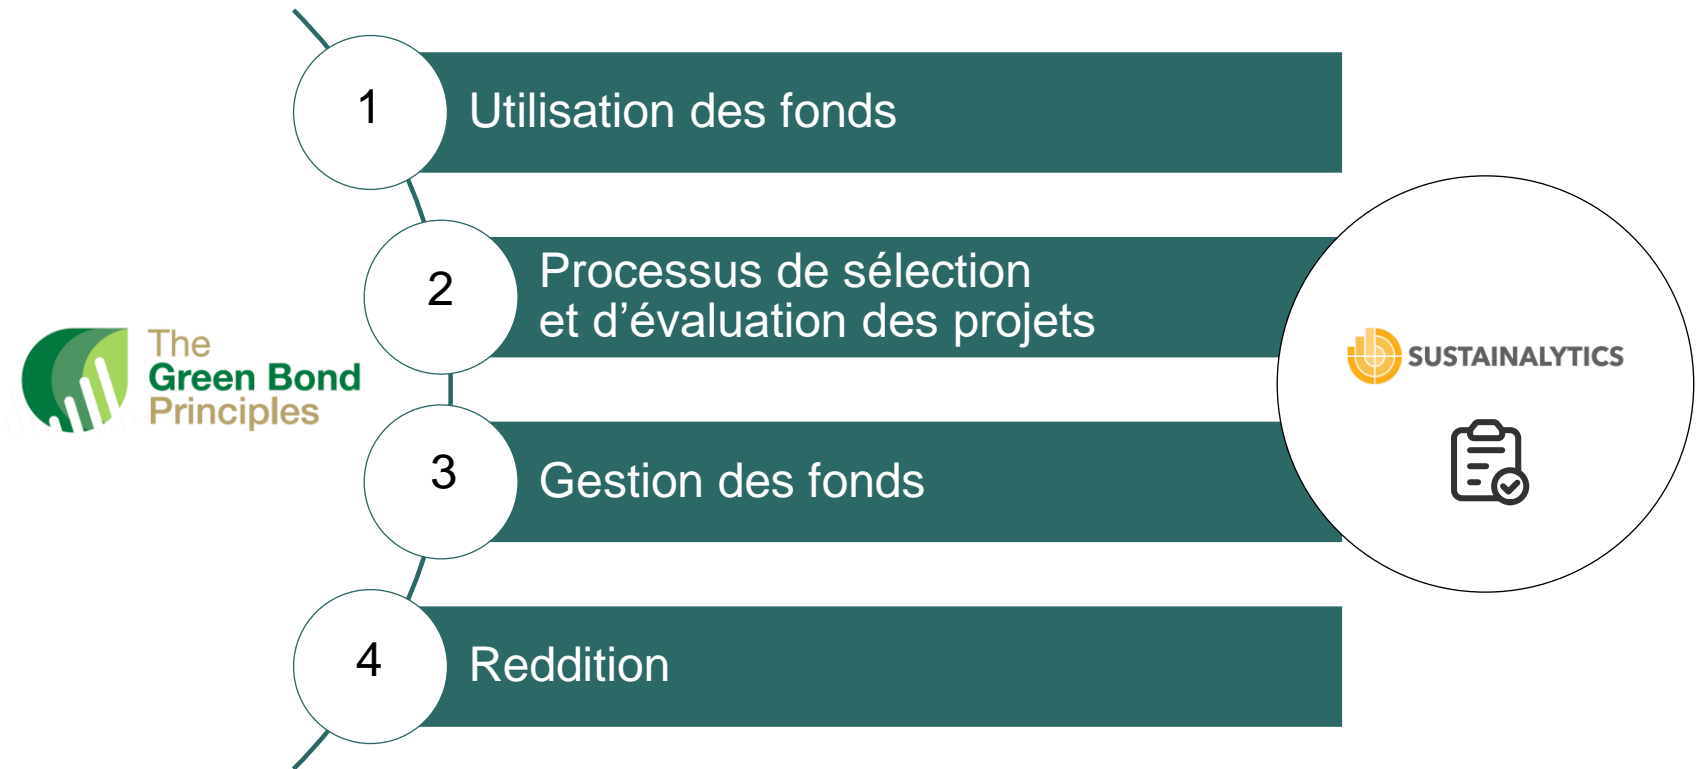 1
Utilisation des fonds
2
Processus de sélection
et d’évaluation des projets
The
Green Bond
Principles
SUSTAINALYTICS
3
Gestion des fonds
4
Reddition